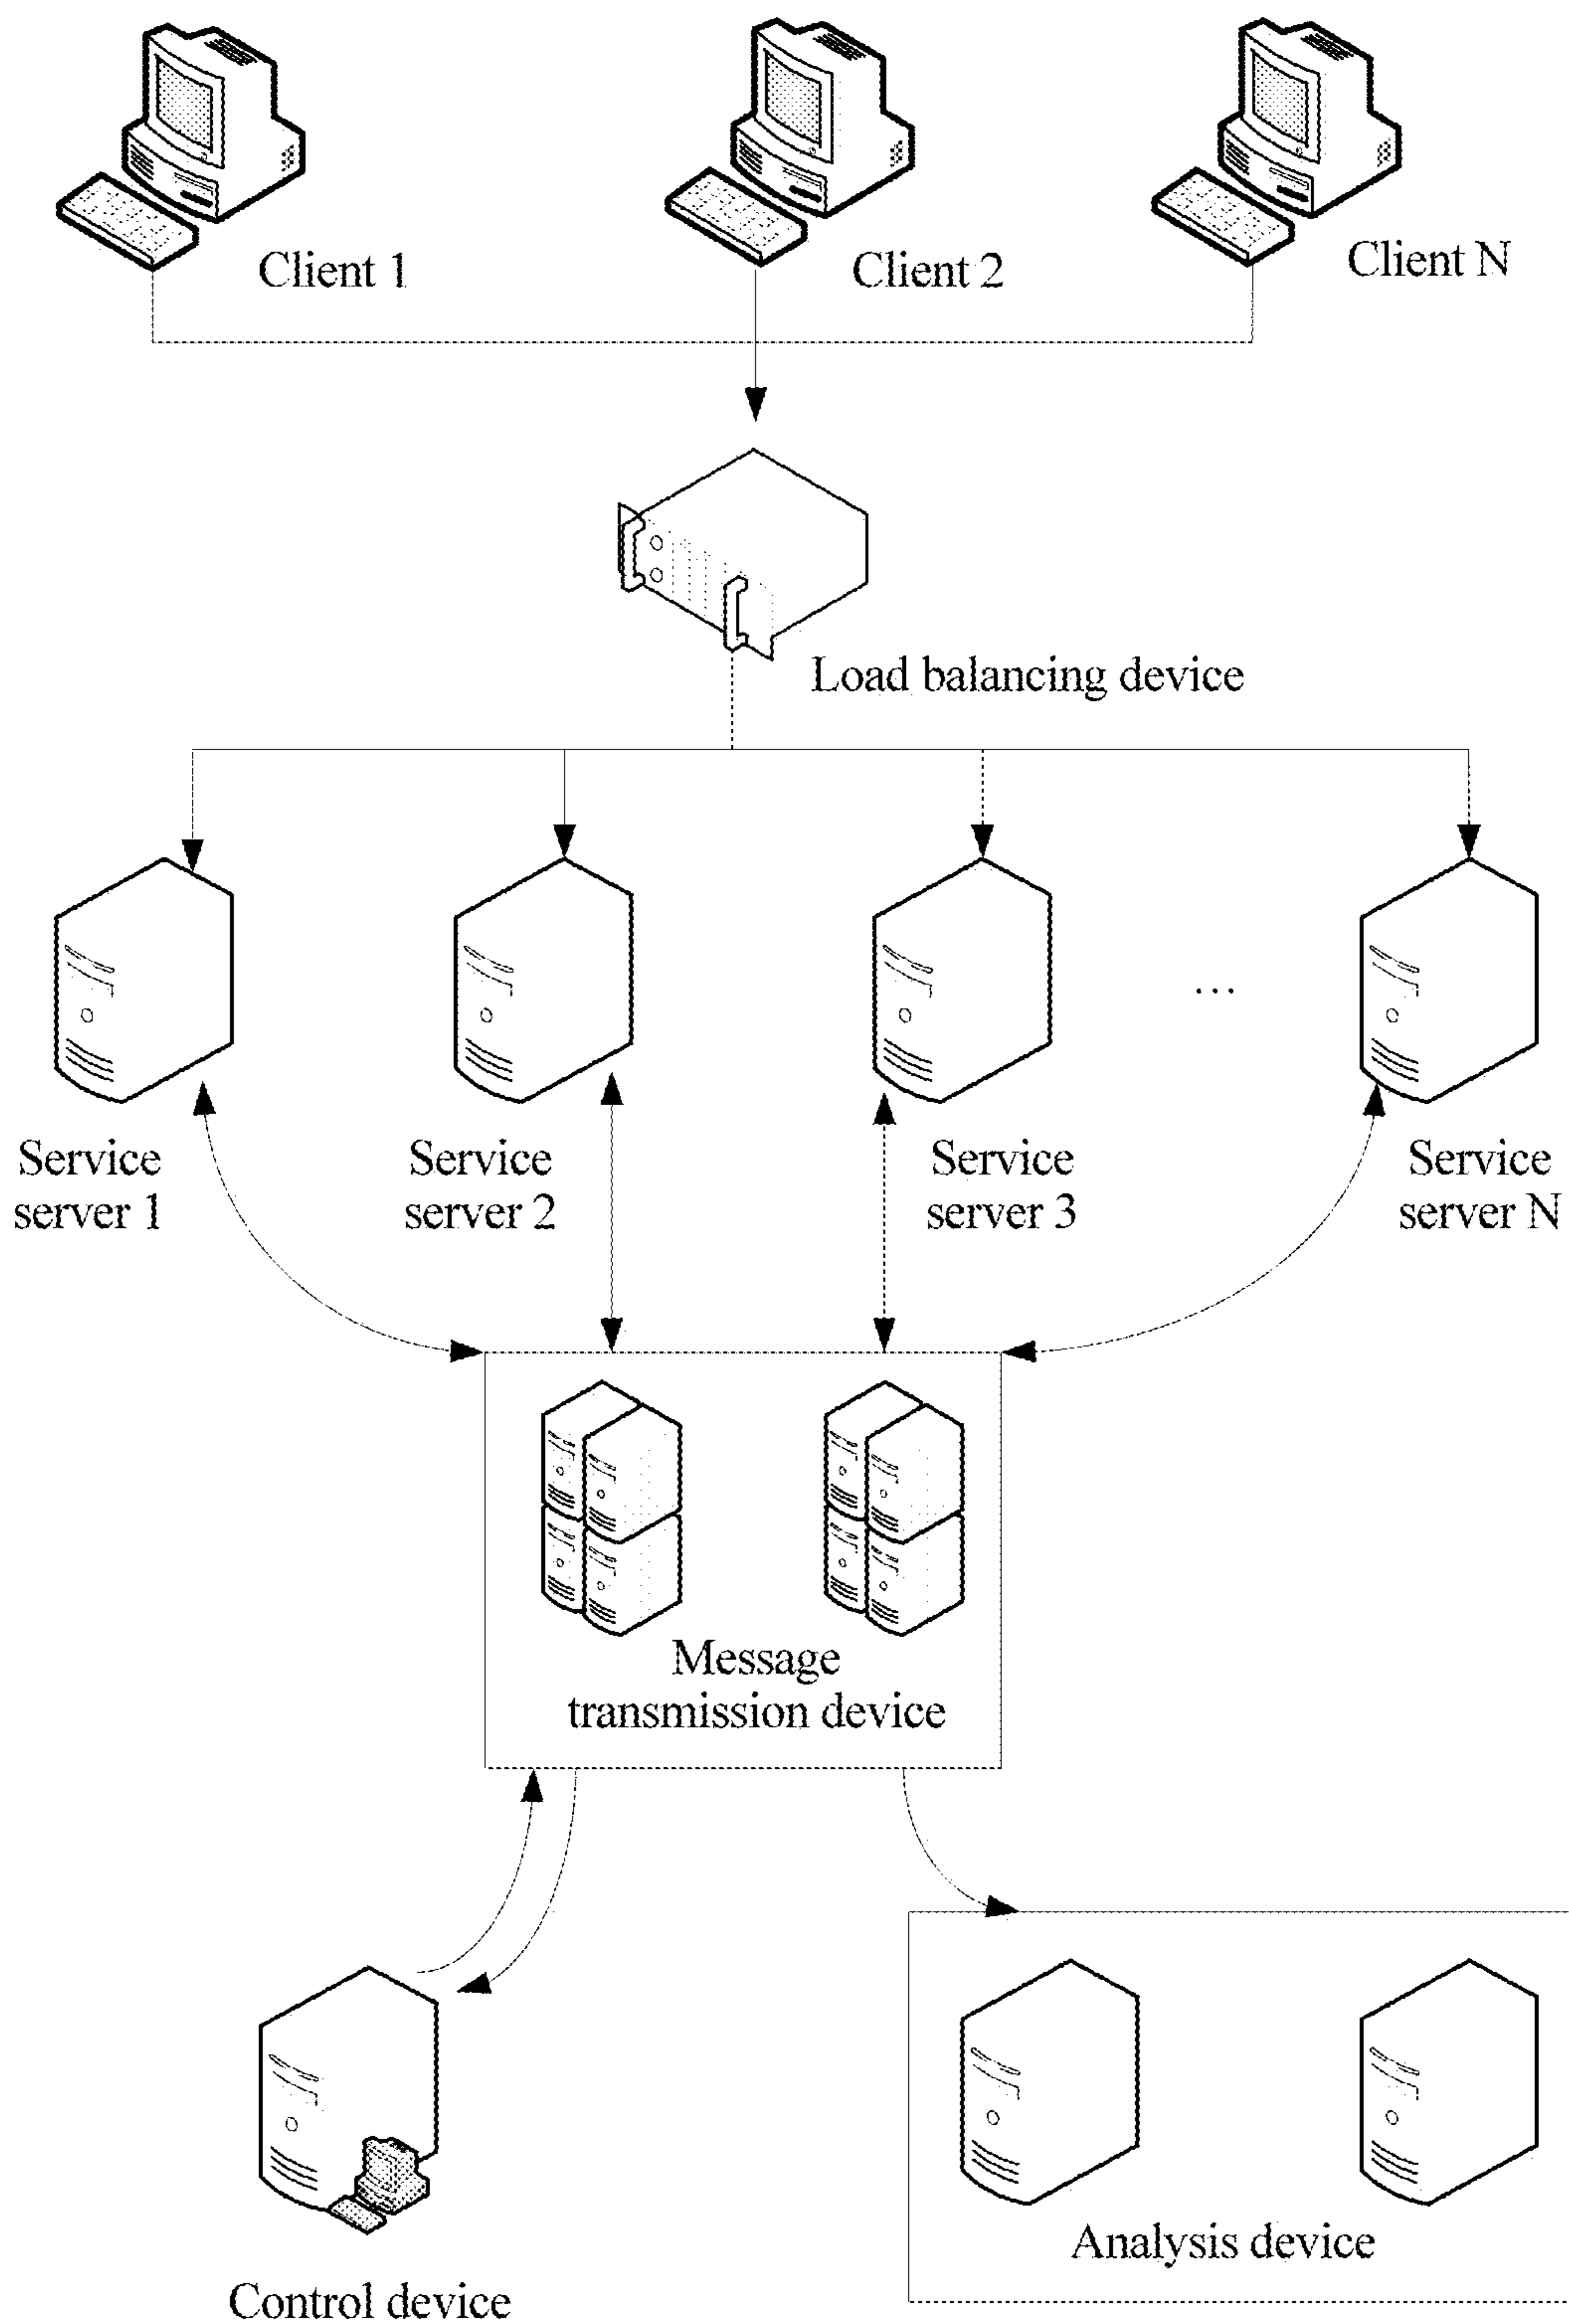 Client 1
Client 2
Client N
Load balancing device
...
Service
server 1
Service
server 2
Service
server 3
Service
server N
Message
transmission device
Analysis device
Control device